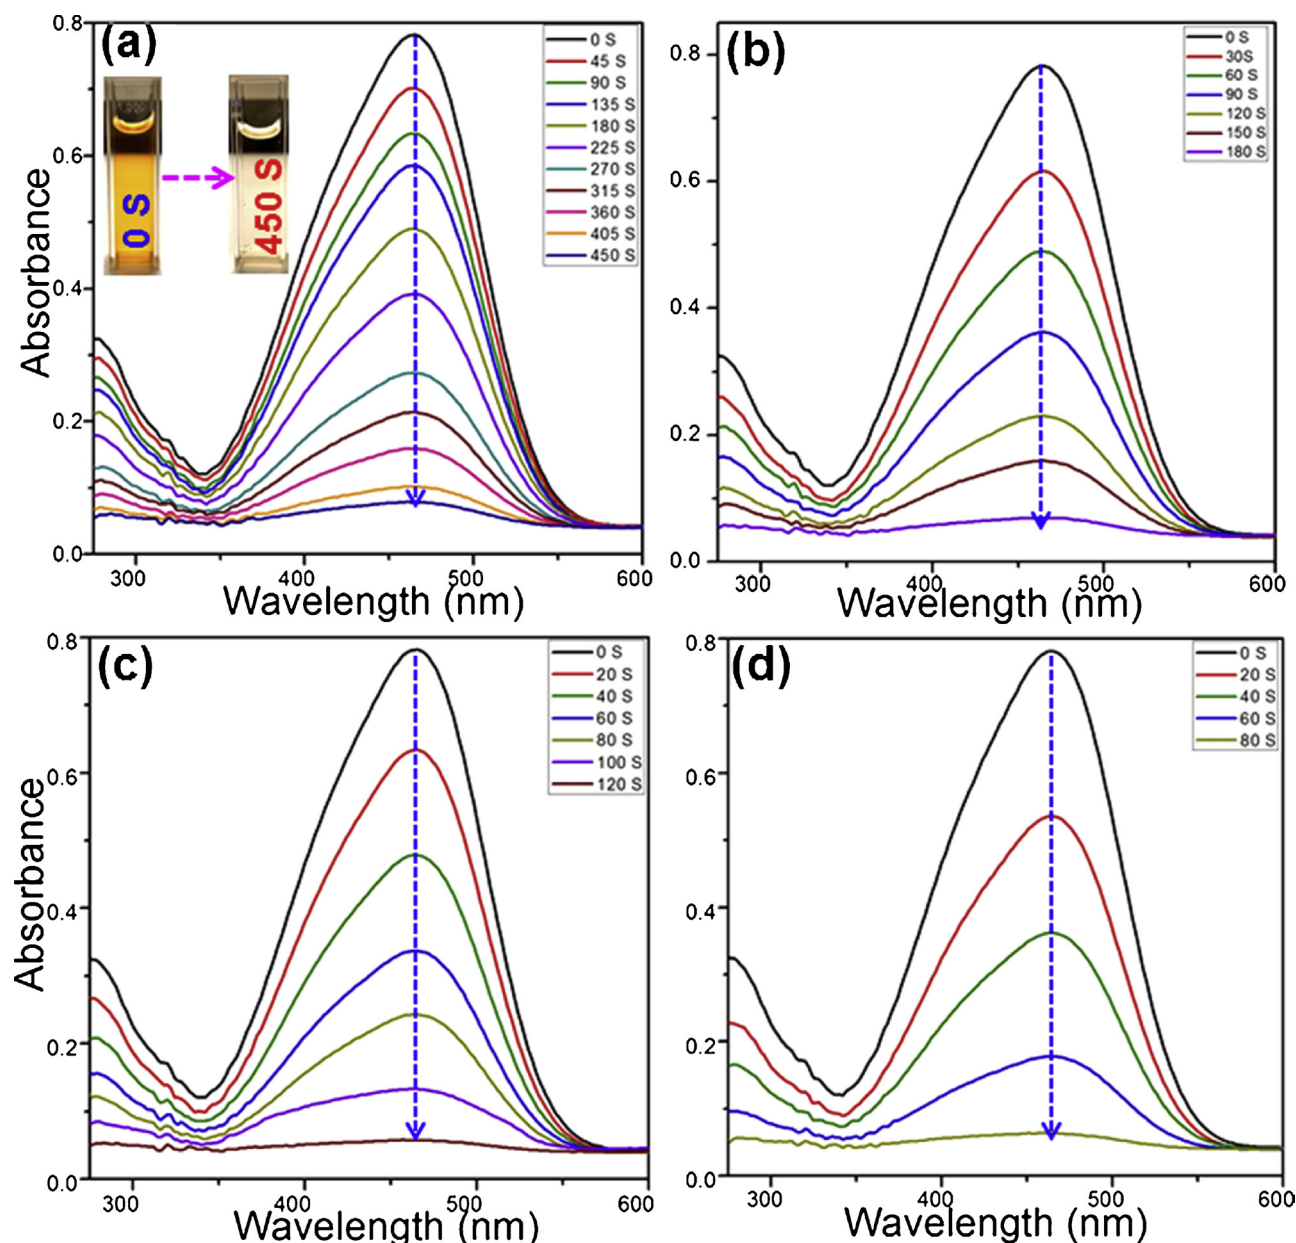 (a)
0.8
0.6
0.4
0.2
0.0
Absorbance
0 S
450 S
0 S
45 S
90 S
135 S
180 S
225 S
270 S
315 S
360 S
405 S
450 S
300
400
500
600
Wavelength (nm)
(b)
0.8
0.6
0.4
0.2
0.0
0 S
30S
60 S
90 S
120 S
150 S
180 S
300
400
500
600
Wavelength (nm)
(c)
0.8
0.6
0.4
0.2
0.0
Absorbance
0 S
20 S
40 S
60 S
80 S
100 S
120 S
300
400
500
600
Wavelength (nm)
(d)
0.8
0.6
0.4
0.2
0.0
0 S
20 S
40 S
60 S
80 S
300
400
500
600
Wavelength (nm)